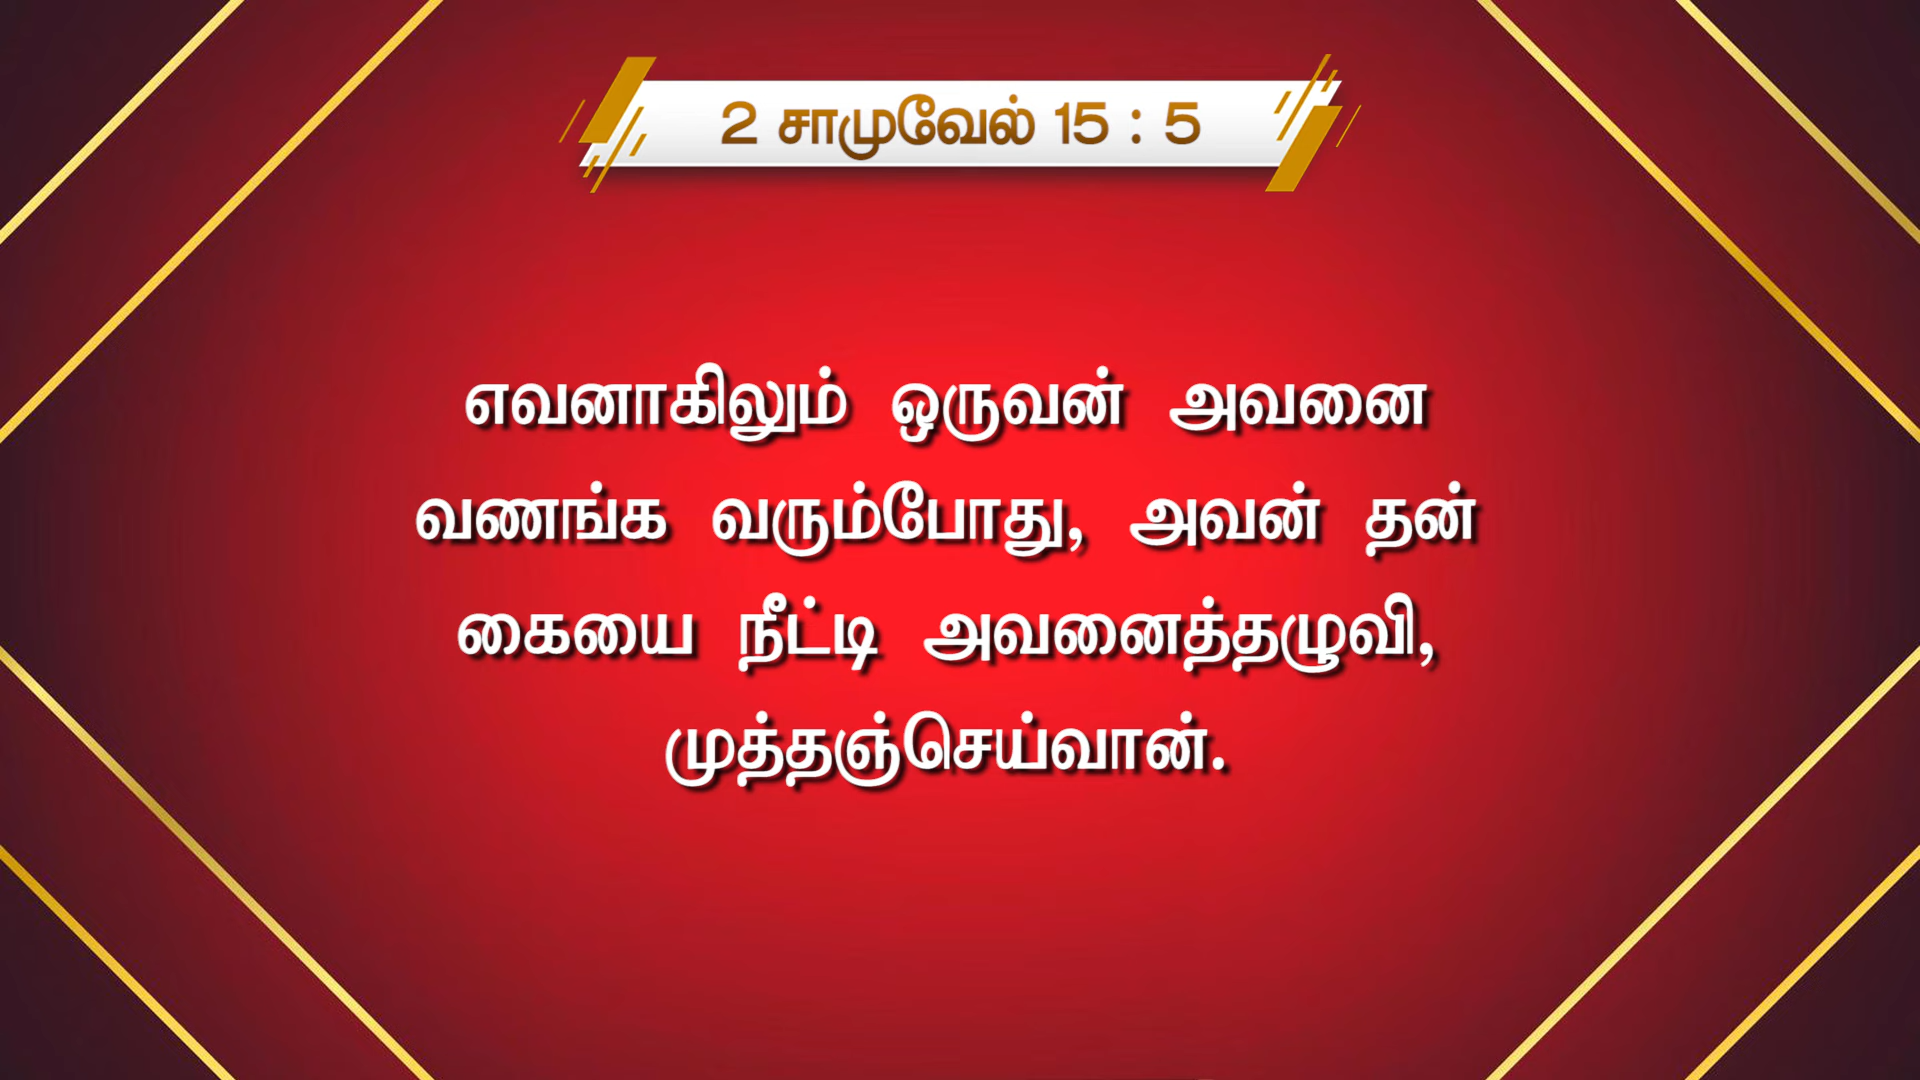 2 சாமுவேல் 15 : 5
எவனாகிலும் ஒருவன் அவனை
வணங்க வரும்போது, அவன் தன்
கையை நீட்டி அவனைத்தழுவி,
முத்தஞ்செய்வான்.